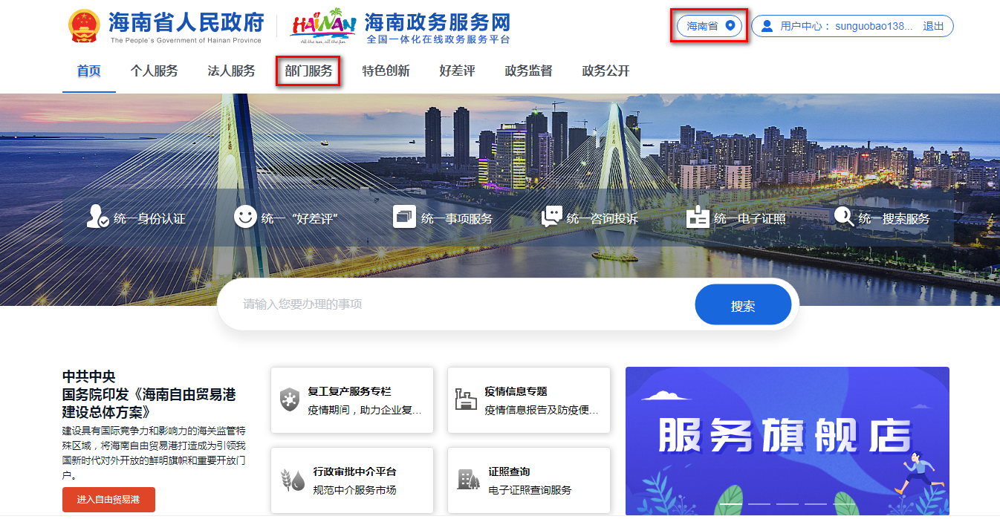 海南省人民政府
The People's Government of Hainan Province
HAINAN
All the sun, all the fun.
海南政务服务网
全国一体化在线政务服务平台
海南省
用户中心： sunguobao138... 退出
首页 个人服务 法人服务 部门服务 特色创新 好差评 政务监督 政务公开
统一身份认证 统一“好差评” 统一事项服务 统一咨询投诉 统一电子证照 统一搜索服务
请输入您要办理的事项 搜索
中共中央
国务院印发《海南自由贸易港
建设总体方案》
建设具有国际竞争力和影响力的海关监管特
殊区域，将海南自由贸易港打造成为引领我
国新时代对外开放的鲜明旗帜和重要开放门
户。
进入自由贸易港
复工复产服务专栏
疫情期间，助力企业复...
疫情信息专题
疫情信息报告及防疫便...
行政审批中介平台
规范中介服务市场
证照查询
电子证照查询服务
服务旗舰店